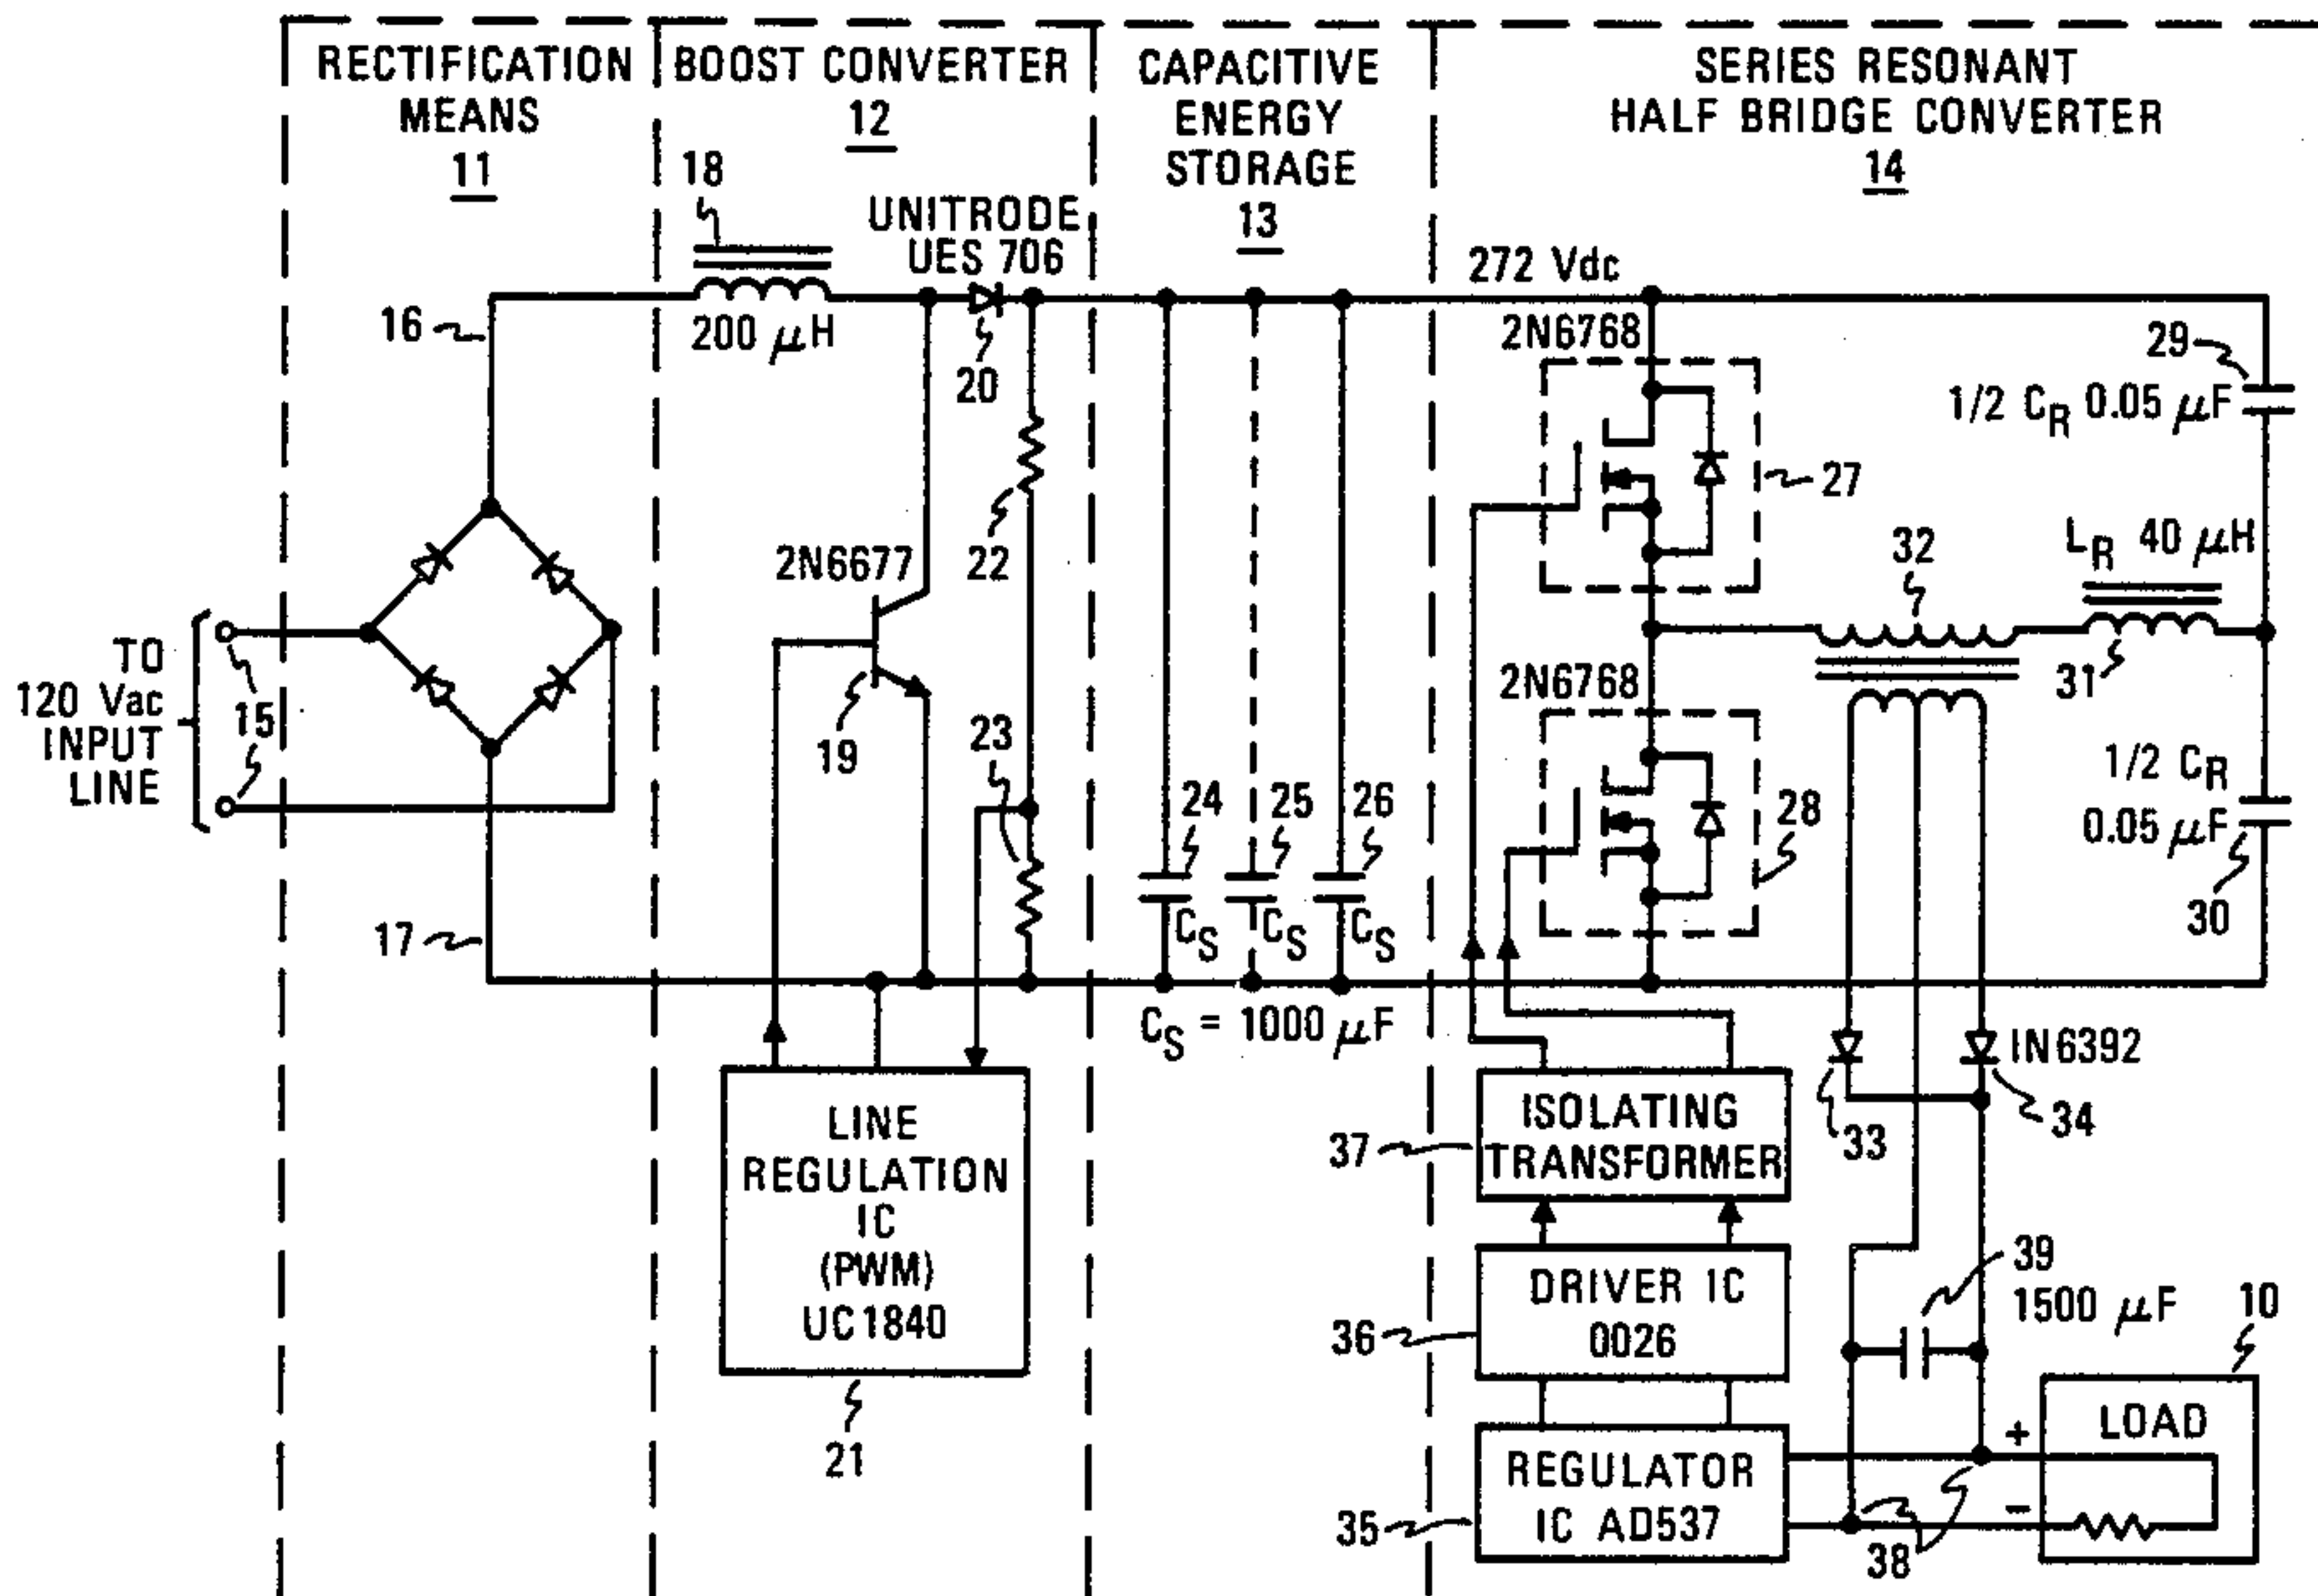 RECTIFICATION
MEANS
11
BOOST CONVERTER
12
CAPACITIVE
ENERGY
STORAGE
13
SERIES RESONANT
HALF BRIDGE CONVERTER
14
18
UNITRODE
UES 706
200 μH
20
16
17
TO
120 Vac
INPUT
LINE
15
2N6677
19
22
23
24
25
26
CS
CS
CS
CS = 1000 μF
LINE
REGULATION
IC
(PWM)
UC1840
21
272 Vdc
2N6768
27
29
1/2 CR 0.05 μF
32
LR 40 μH
31
2N6768
28
1/2 CR
0.05 μF
30
IN6392
33
34
ISOLATING
TRANSFORMER
37
DRIVER IC
0026
36
39
1500 μF
10
LOAD
+
−
REGULATOR
IC AD537
35
38